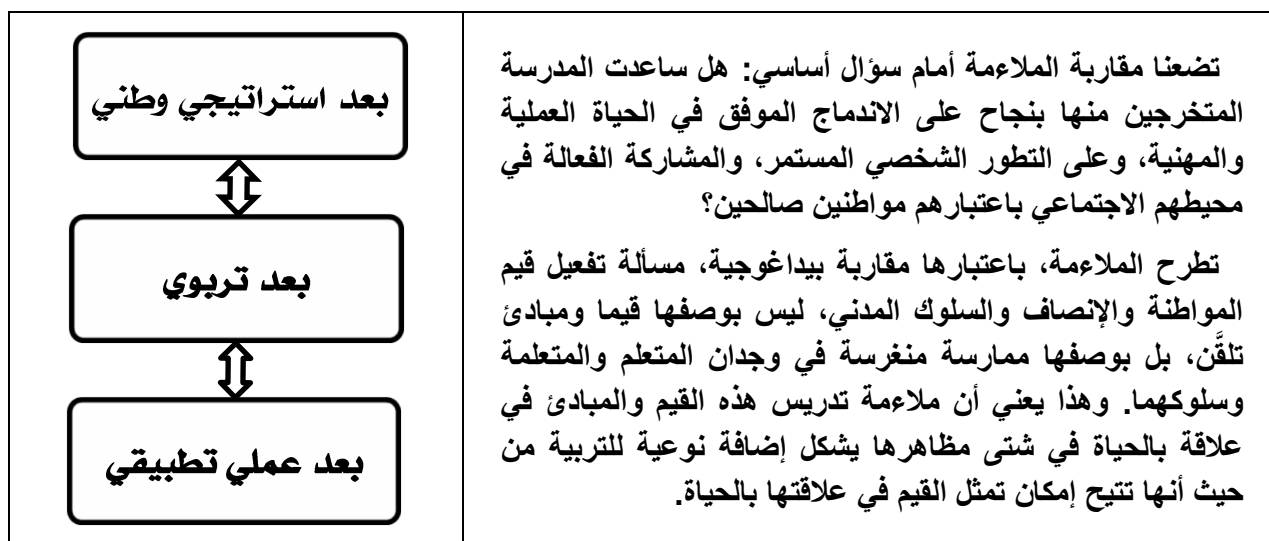 تضعنا مقاربة الملاءمة أمام سؤال أساسي: هل ساعدت المدرسة
المتخرجين منها بنجاح على الاندماج الموفق في الحياة العملية
والمهنية، وعلى التطور الشخصي المستمر، والمشاركة الفعالة في
محيطهم الاجتماعي باعتبارهم مواطنين صالحين؟
تطرح الملاءمة، باعتبارها مقاربة بيداغوجية، مسألة تفعيل قيم
المواطنة والإنصاف والسلوك المدني، ليس بوصفها قيما ومبادئ
تلقَّن، بل بوصفها ممارسة منغرسة في وجدان المتعلم والمتعلمة
وسلوكهما. وهذا يعني أن ملاءمة تدريس هذه القيم والمبادئ في
علاقة بالحياة في شتى مظاهرها يشكل إضافة نوعية للتربية من
حيث أنها تتيح إمكان تمثل القيم في علاقتها بالحياة.
بعد استراتيجي وطني
بعد تربوي
بعد عملي تطبيقي